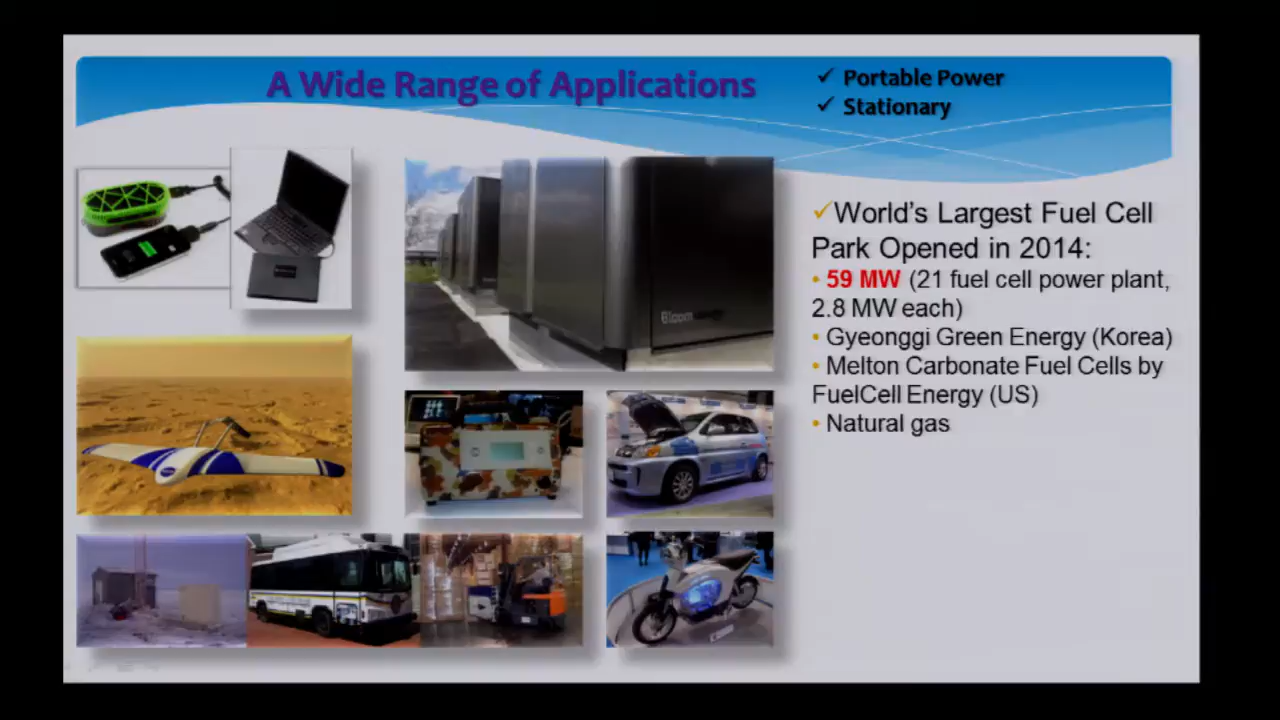 A Wide Range of Applications
✓ Portable Power
✓ Stationary
✓World's Largest Fuel Cell
Park Opened in 2014:
• 59 MW (21 fuel cell power plant,
2.8 MW each)
• Gyeonggi Green Energy (Korea)
• Melton Carbonate Fuel Cells by
FuelCell Energy (US)
• Natural gas
Bloom